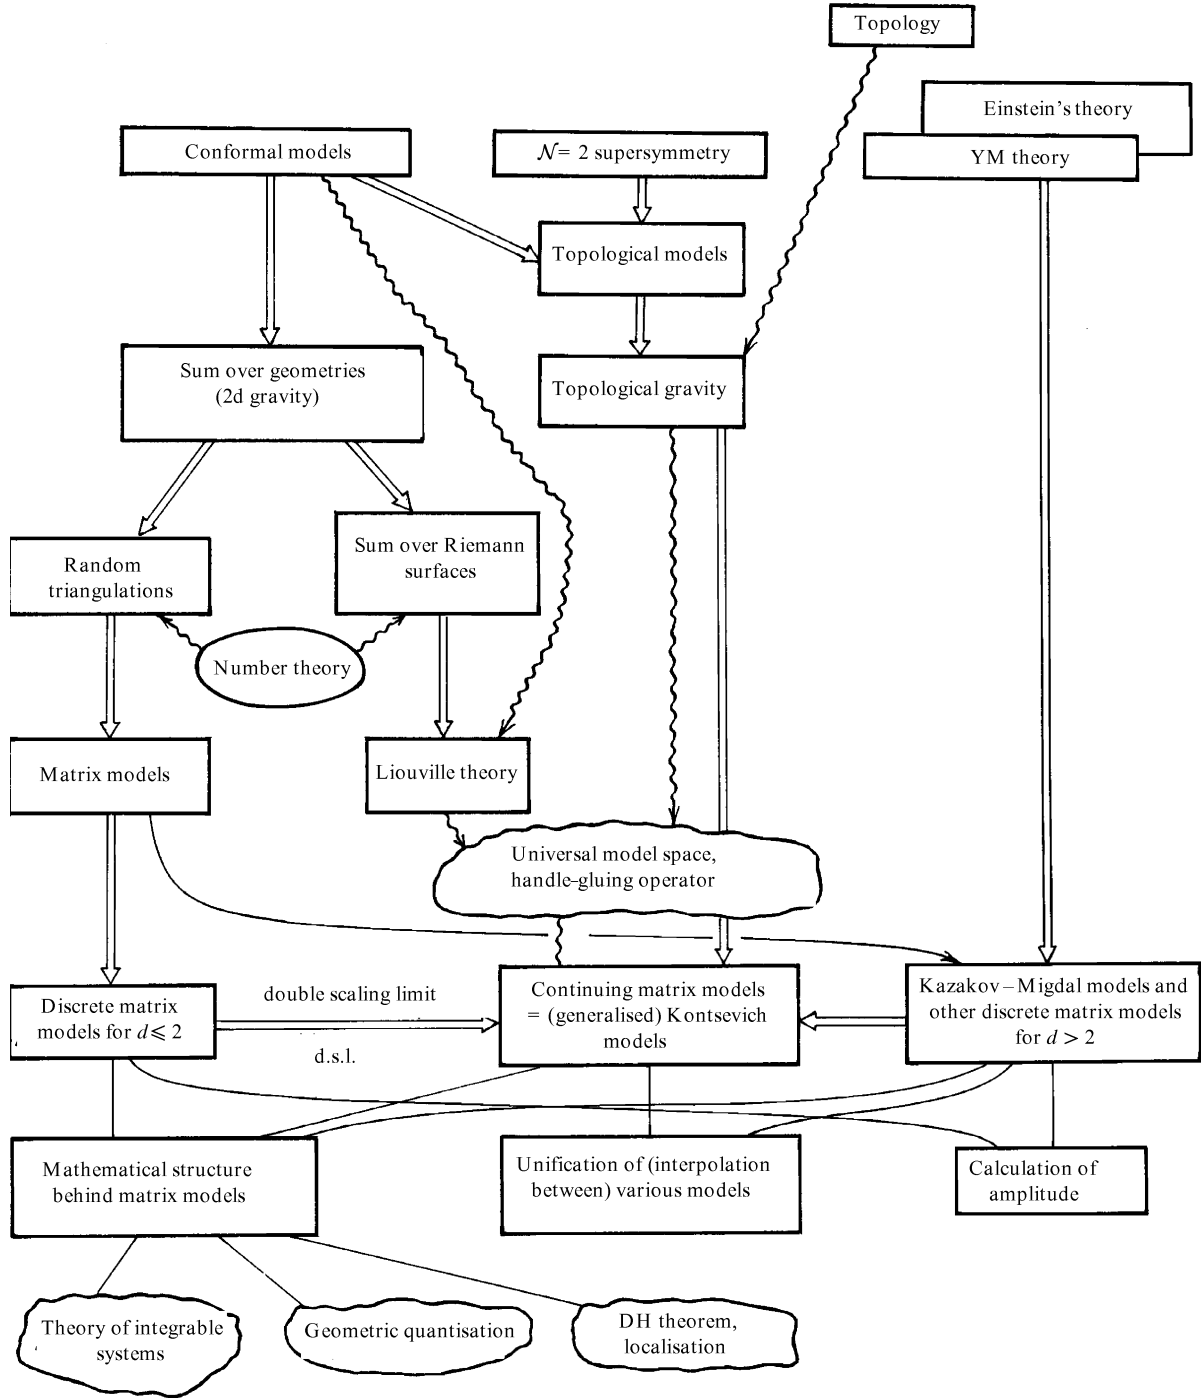 Topology
Einstein's theory
YM theory
Conformal models
𝒩 = 2 supersymmetry
Topological models
Sum over geometries
(2d gravity)
Topological gravity
Random
triangulations
Sum over Riemann
surfaces
Number theory
Matrix models
Liouville theory
Universal model space,
handle-gluing operator
Discrete matrix
models for d ⩽ 2
double scaling limit
d.s.l.
Continuing matrix models
= (generalised) Kontsevich
models
Kazakov – Migdal models and
other discrete matrix models
for d > 2
Mathematical structure
behind matrix models
Unification of (interpolation
between) various models
Calculation of
amplitude
Theory of integrable
systems
Geometric quantisation
DH theorem,
localisation